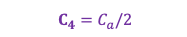 C₄ = Cₐ/2